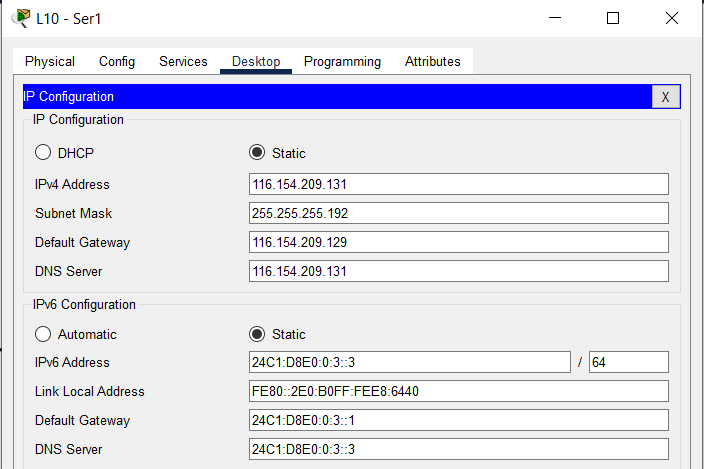 L10 - Ser1
Physical Config Services Desktop Programming Attributes
IP Configuration X
IP Configuration
DHCP Static
IPv4 Address 116.154.209.131
Subnet Mask 255.255.255.192
Default Gateway 116.154.209.129
DNS Server 116.154.209.131
IPv6 Configuration
Automatic Static
IPv6 Address 24C1:D8E0:0:3::3 / 64
Link Local Address FE80::2E0:B0FF:FEE8:6440
Default Gateway 24C1:D8E0:0:3::1
DNS Server 24C1:D8E0:0:3::3